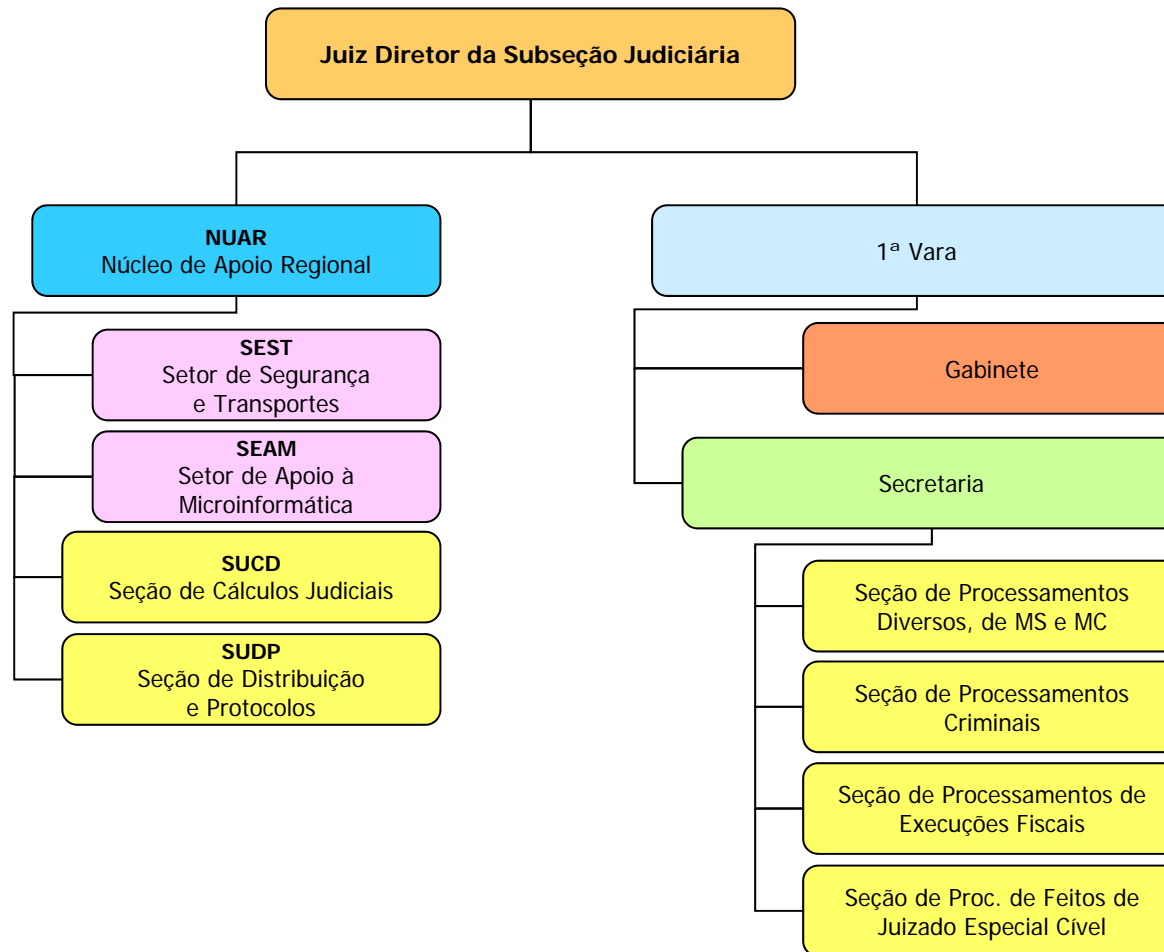 Juiz Diretor da Subseção Judiciária
NUAR
Núcleo de Apoio Regional
SEST
Setor de Segurança
e Transportes
SEAM
Setor de Apoio à
Microinformática
SUCD
Seção de Cálculos Judiciais
SUDP
Seção de Distribuição
e Protocolos
1ª Vara
Gabinete
Secretaria
Seção de Processamentos
Diversos, de MS e MC
Seção de Processamentos
Criminais
Seção de Processamentos de
Execuções Fiscais
Seção de Proc. de Feitos de
Juizado Especial Cível